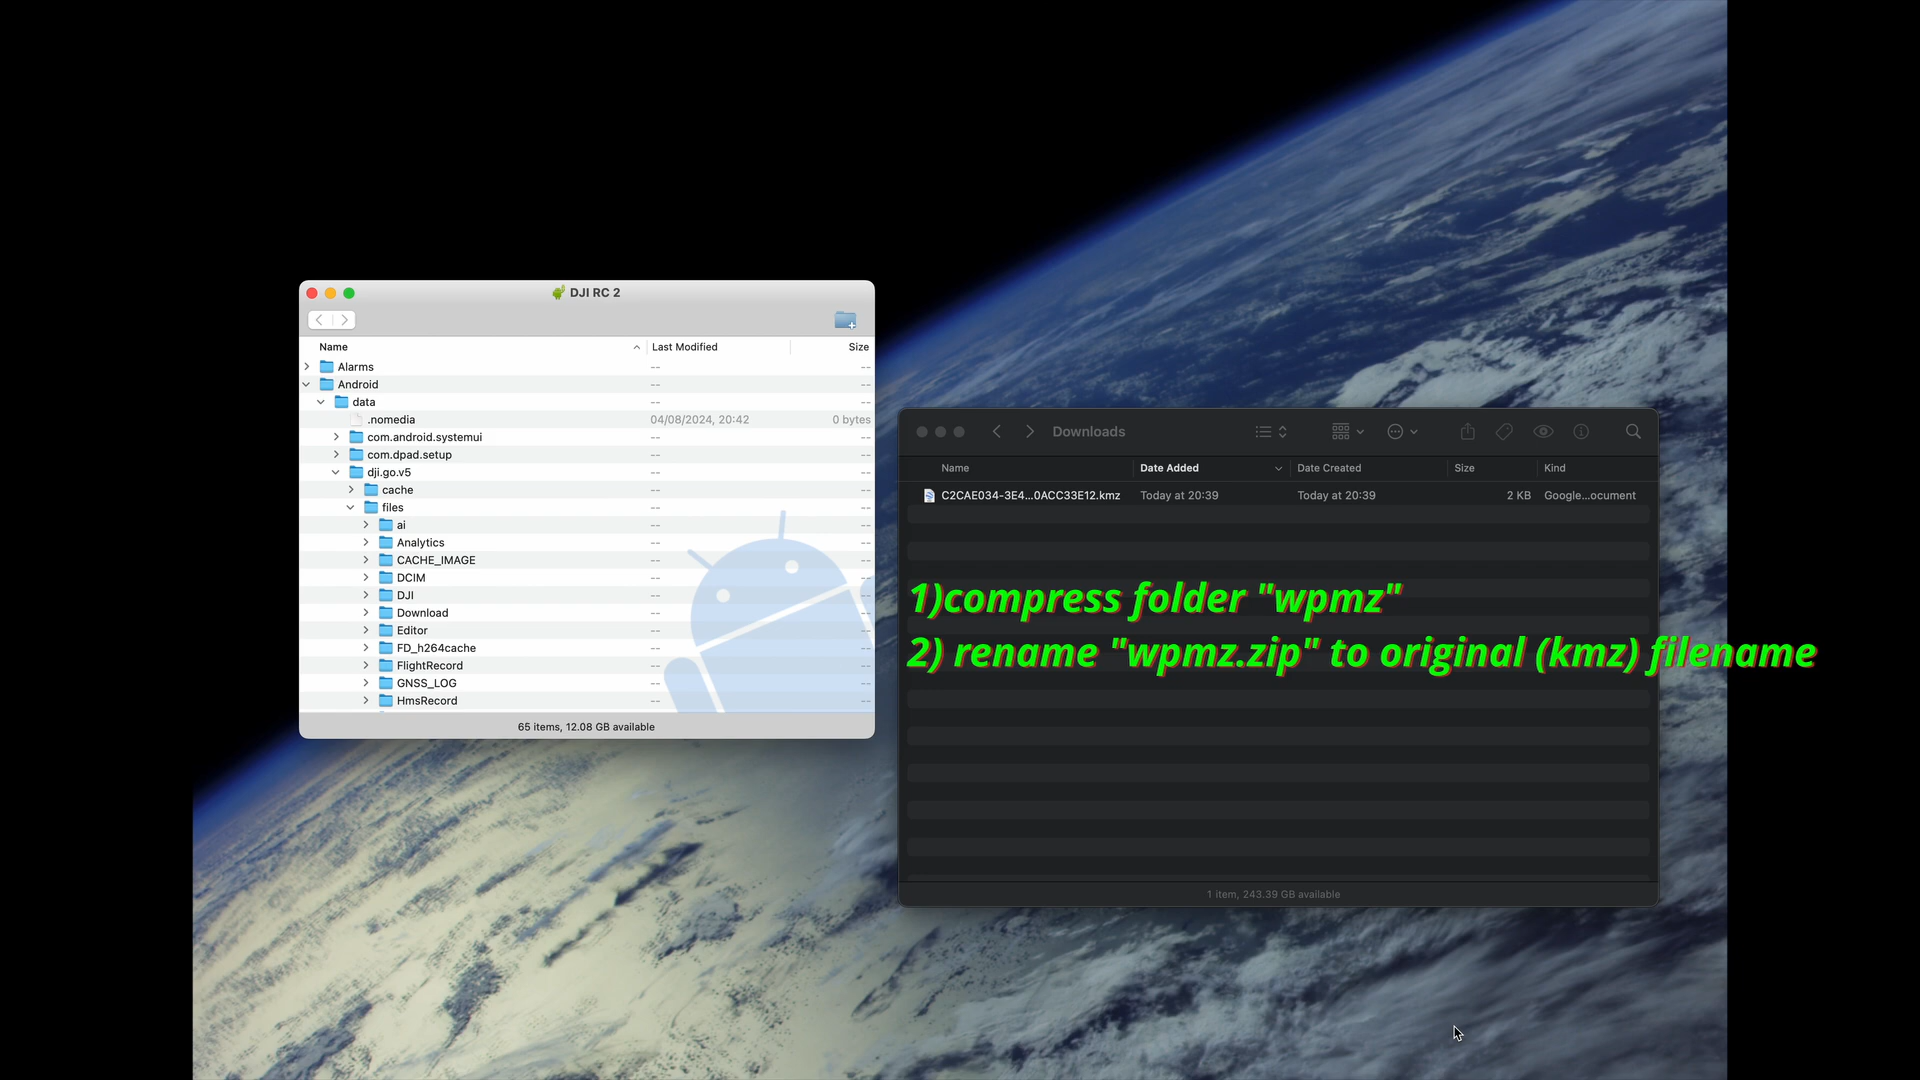 DJI RC 2
Name Last Modified Size
Alarms -- --
Android -- --
data -- --
.nomedia 04/08/2024, 20:42 0 bytes
com.android.systemui -- --
com.dpad.setup -- --
dji.go.v5 -- --
cache -- --
files -- --
ai -- --
Analytics -- --
CACHE_IMAGE -- --
DCIM -- --
DJI -- --
Download -- --
Editor -- --
FD_h264cache -- --
FlightRecord -- --
GNSS_LOG -- --
HmsRecord -- --
65 items, 12.08 GB available
Downloads
Name Date Added Date Created Size Kind
C2CAE034-3E4...0ACC33E12.kmz Today at 20:39 Today at 20:39 2 KB Google...ocument
1)compress folder "wpmz"
2) rename "wpmz.zip" to original (kmz) filename
1 item, 243.39 GB available